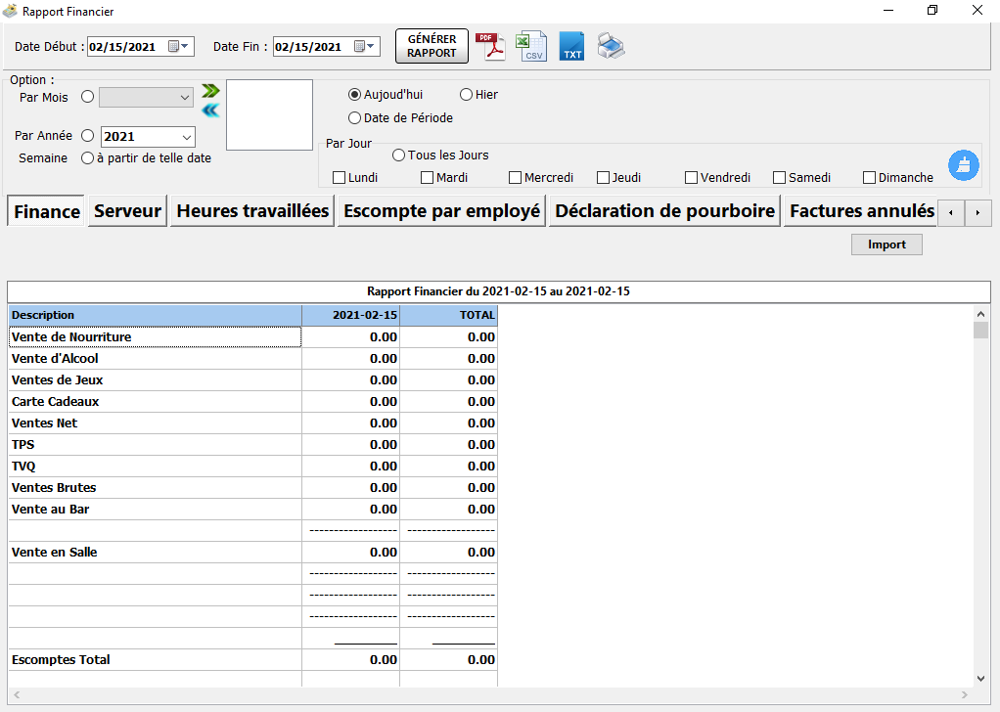 Rapport Financier
Date Début : 02/15/2021 Date Fin : 02/15/2021 GÉNÉRER RAPPORT PDF CSV TXT
Option :
Par Mois Aujoud'hui Hier
Date de Période
Par Année 2021
Par Jour
Semaine à partir de telle date Tous les Jours
Lundi Mardi Mercredi Jeudi Vendredi Samedi Dimanche
Finance Serveur Heures travaillées Escompte par employé Déclaration de pourboire Factures annulés
Import
Rapport Financier du 2021-02-15 au 2021-02-15
Description 2021-02-15 TOTAL
Vente de Nourriture 0.00 0.00
Vente d'Alcool 0.00 0.00
Ventes de Jeux 0.00 0.00
Carte Cadeaux 0.00 0.00
Ventes Net 0.00 0.00
TPS 0.00 0.00
TVQ 0.00 0.00
Ventes Brutes 0.00 0.00
Vente au Bar 0.00 0.00
------------------ ------------------
Vente en Salle 0.00 0.00
------------------ ------------------
------------------ ------------------
------------------ ------------------
__________ __________
Escomptes Total 0.00 0.00